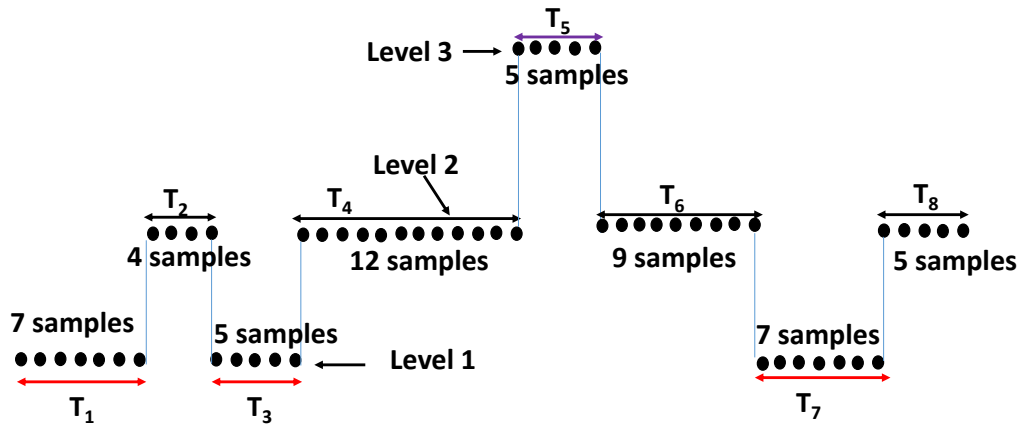 T5
Level 3
5 samples
Level 2
T2
T4
T6
T8
4 samples
12 samples
9 samples
5 samples
7 samples
5 samples
7 samples
Level 1
T1
T3
T7